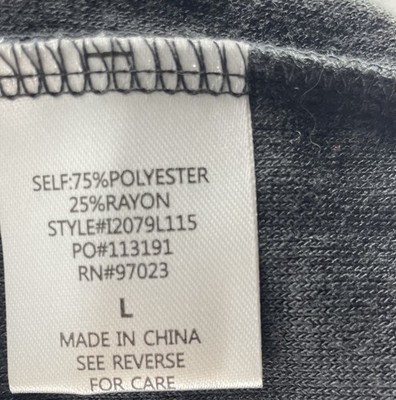 SELF:75%POLYESTER
25%RAYON
STYLE#I2079L115
PO#113191
RN#97023
L
MADE IN CHINA
SEE REVERSE
FOR CARE